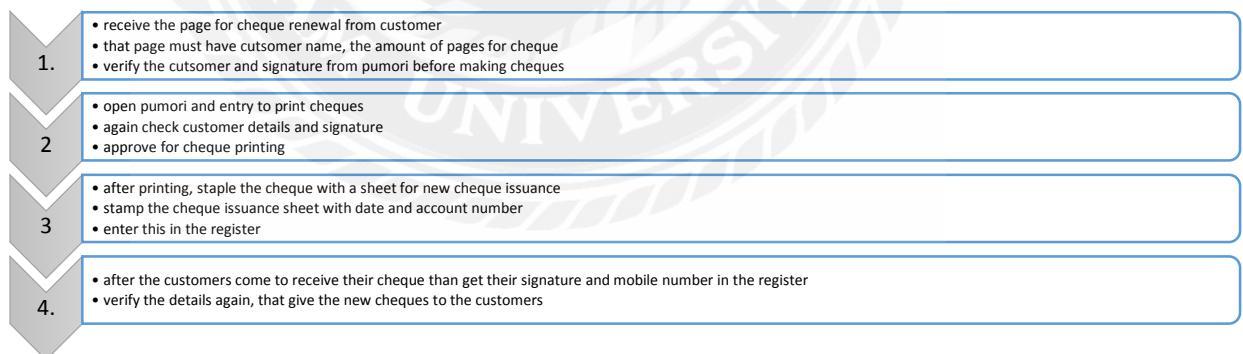 1.
• receive the page for cheque renewal from customer
• that page must have cutsomer name, the amount of pages for cheque
• verify the cutsomer and signature from pumori before making cheques
2
• open pumori and entry to print cheques
• again check customer details and signature
• approve for cheque printing
3
• after printing, staple the cheque with a sheet for new cheque issuance
• stamp the cheque issuance sheet with date and account number
• enter this in the register
4.
• after the customers come to receive their cheque than get their signature and mobile number in the register
• verify the details again, that give the new cheques to the customers
UNIVERSI